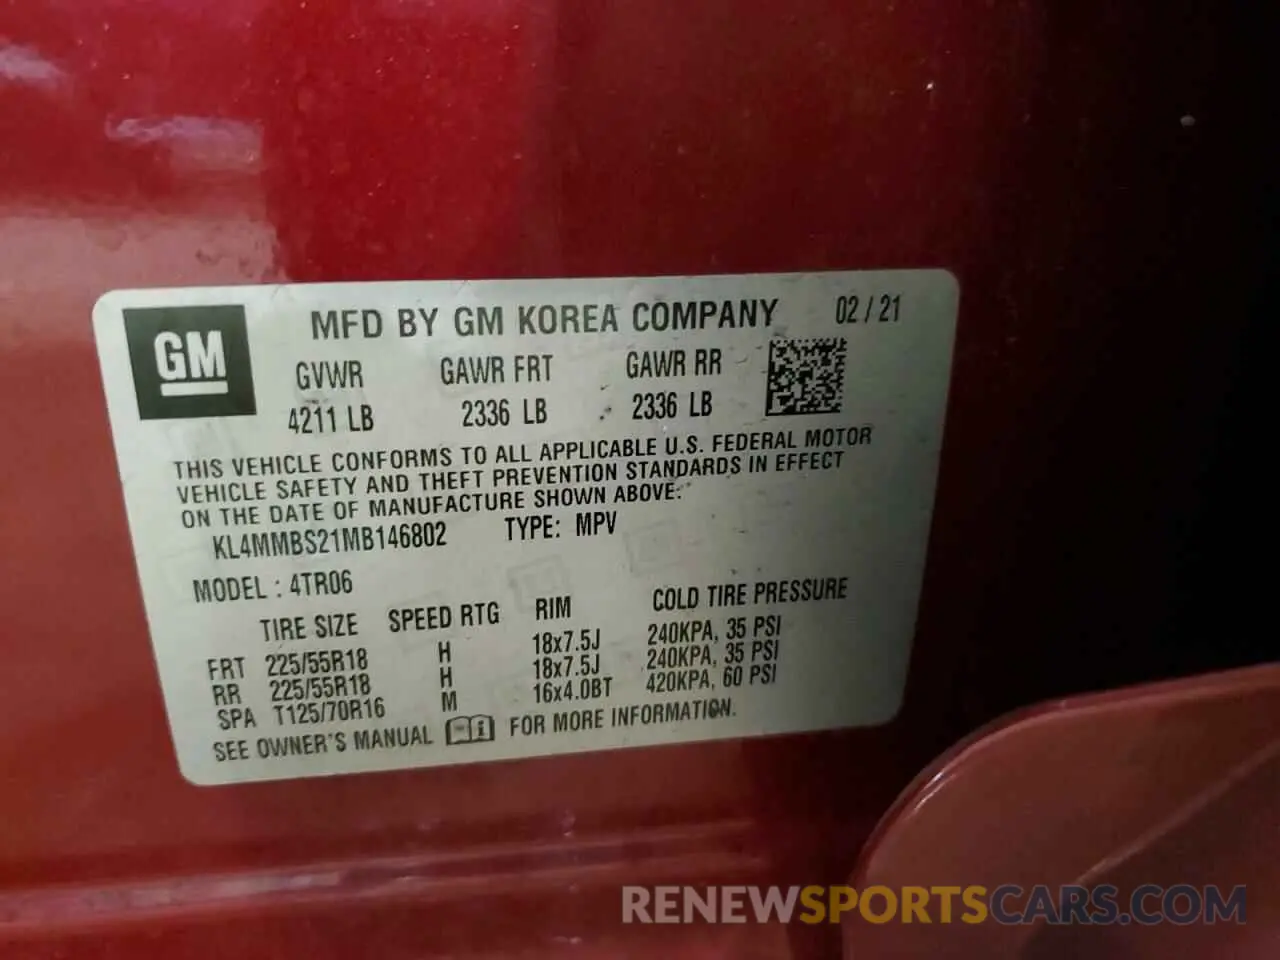 GM
MFD BY GM KOREA COMPANY 02/21
GVWR GAWR FRT GAWR RR
4211 LB 2336 LB 2336 LB
THIS VEHICLE CONFORMS TO ALL APPLICABLE U.S. FEDERAL MOTOR
VEHICLE SAFETY AND THEFT PREVENTION STANDARDS IN EFFECT
ON THE DATE OF MANUFACTURE SHOWN ABOVE.
KL4MMBS21MB146802 TYPE: MPV
MODEL : 4TR06
TIRE SIZE SPEED RTG RIM COLD TIRE PRESSURE
FRT 225/55R18 H 18x7.5J 240KPA, 35 PSI
RR 225/55R18 H 18x7.5J 240KPA, 35 PSI
SPA T125/70R16 M 16x4.0BT 420KPA, 60 PSI
SEE OWNER'S MANUAL FOR MORE INFORMATION.
RENEWSPORTSCARS.COM